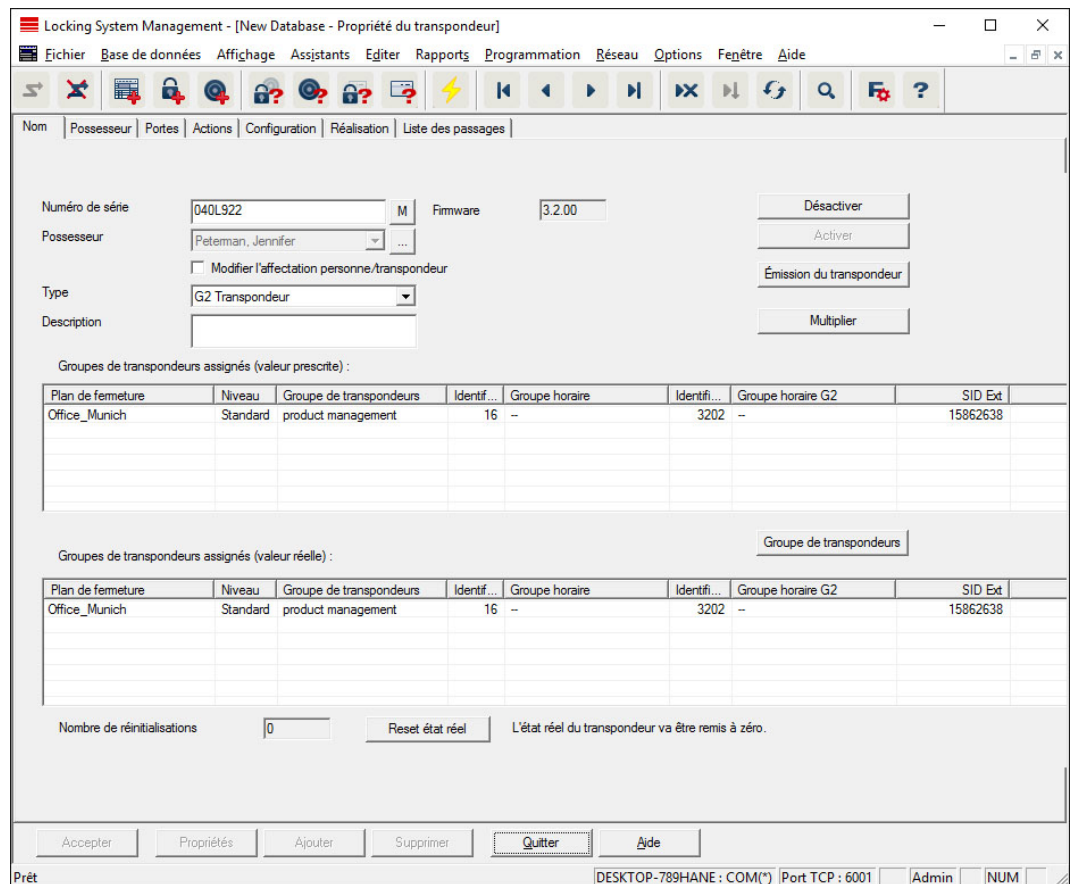 Locking System Management - [New Database - Propriété du transpondeur]
Fichier Base de données Affichage Assistants Editer Rapports Programmation Réseau Options Fenêtre Aide
Nom Possesseur Portes Actions Configuration Réalisation Liste des passages
Numéro de série 040L922 M Firmware 3.2.00 Désactiver
Possesseur Peterman, Jennifer ... Activer
Modifier l'affectation personne/transpondeur
Émission du transpondeur
Type G2 Transpondeur
Description Multiplier
Groupes de transpondeurs assignés (valeur prescrite) :
Plan de fermeture Niveau Groupe de transpondeurs Identif... Groupe horaire Identifi... Groupe horaire G2 SID Ext
Office_Munich Standard product management 16 -- 3202 -- 15862638
Groupe de transpondeurs
Groupes de transpondeurs assignés (valeur réelle) :
Plan de fermeture Niveau Groupe de transpondeurs Identif... Groupe horaire Identifi... Groupe horaire G2 SID Ext
Office_Munich Standard product management 16 -- 3202 -- 15862638
Nombre de réinitialisations 0 Reset état réel L'état réel du transpondeur va être remis à zéro.
Accepter Propriétés Ajouter Supprimer Quitter Aide
Prêt DESKTOP-789HANE : COM(*) Port TCP : 6001 Admin NUM